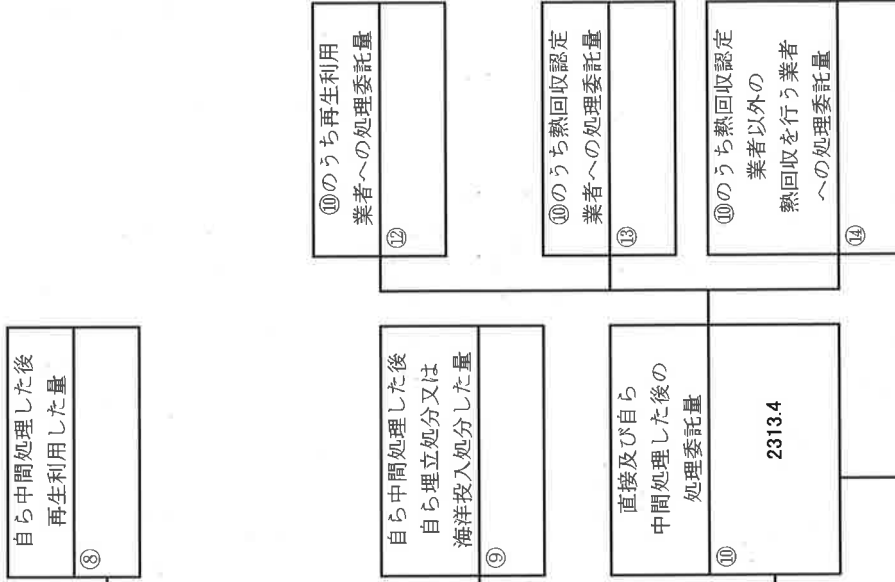 自ら中間処理した後
再生利用した量
⑧
自ら中間処理した後
自ら埋立処分又は
海洋投入処分した量
⑨
直接及び自ら
中間処理した後の
処理委託量
⑩
2313.4
⑩のうち再生利用
業者への処理委託量
⑫
⑩のうち熱回収認定
業者への処理委託量
⑬
⑩のうち熱回収認定
業者以外の
熱回収を行う業者
への処理委託量
⑭